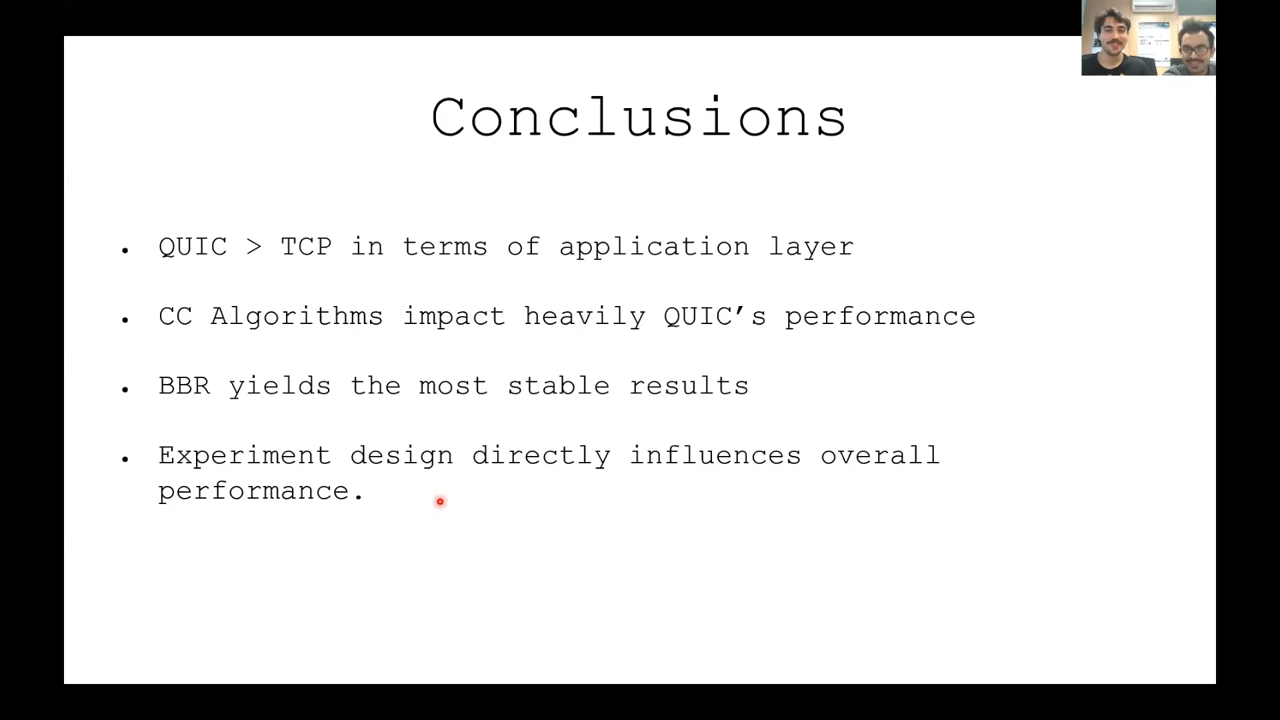 Conclusions
QUIC > TCP in terms of application layer
CC Algorithms impact heavily QUIC’s performance
BBR yields the most stable results
Experiment design directly influences overall
performance.